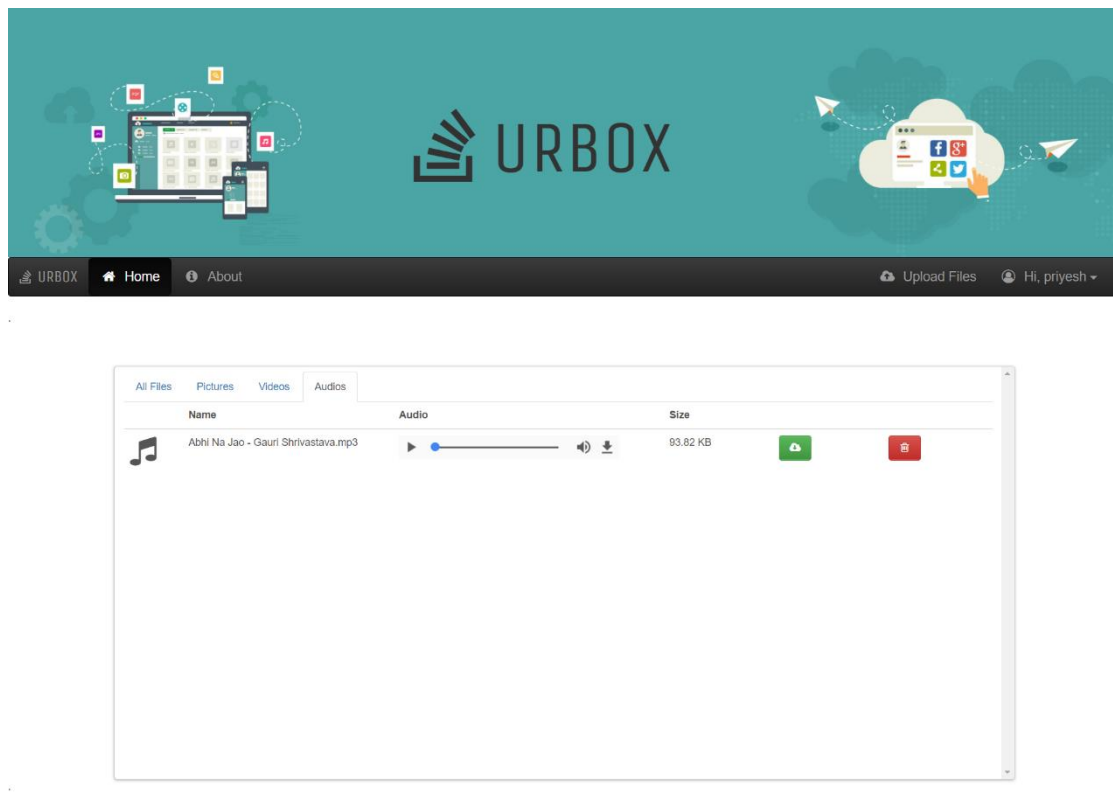 URBOX
URBOX Home About Upload Files Hi, priyesh
All Files Pictures Videos Audios
Name Audio Size
Abhi Na Jao - Gauri Shrivastava.mp3 93.82 KB